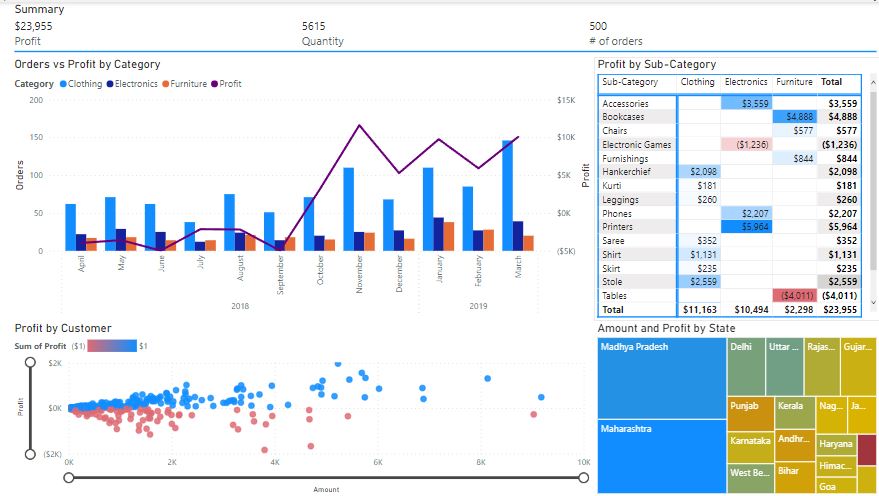 Summary
$23,955
Profit
5615
Quantity
500
# of orders
Orders vs Profit by Category
Category Clothing Electronics Furniture Profit
Orders
200
150
100
50
0
$15K
$10K
$5K
$0K
($5K)
Profit
April
May
June
July
August
September
October
November
December
January
February
March
2018
2019
Profit by Sub-Category
Sub-Category Clothing Electronics Furniture Total
Accessories $3,559 $3,559
Bookcases $4,888 $4,888
Chairs $577 $577
Electronic Games ($1,236) ($1,236)
Furnishings $844 $844
Hankerchief $2,098 $2,098
Kurti $181 $181
Leggings $260 $260
Phones $2,207 $2,207
Printers $5,964 $5,964
Saree $352 $352
Shirt $1,131 $1,131
Skirt $235 $235
Stole $2,559 $2,559
Tables ($4,011) ($4,011)
Total $11,163 $10,494 $2,298 $23,955
Profit by Customer
Sum of Profit ($1) $1
Profit
$2K
$0K
($2K)
0K 2K 4K 6K 8K 10K
Amount
Amount and Profit by State
Madhya Pradesh
Maharashtra
Delhi
Uttar ...
Rajas...
Gujar...
Punjab
Kerala
Nag...
Ja...
Karnataka
Andhr...
Haryana
West Be...
Bihar
Himac...
Goa